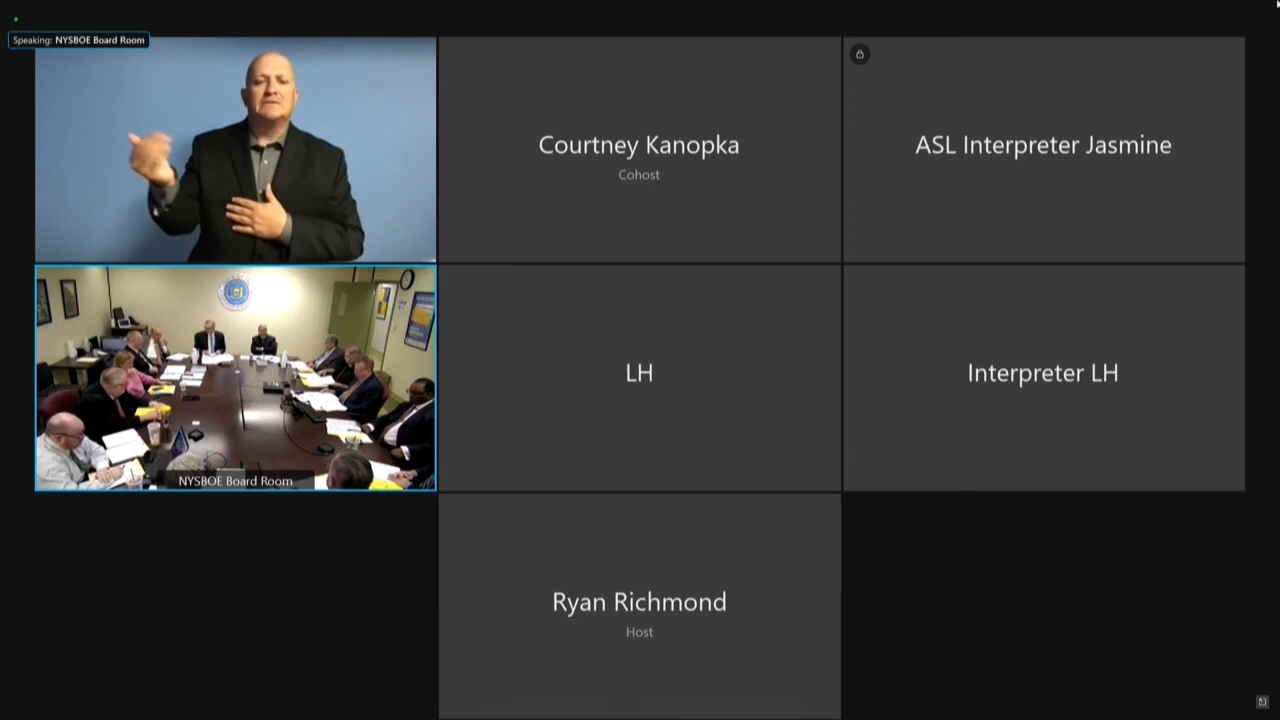 Speaking: NYSBOE Board Room
Courtney Kanopka
Cohost
ASL Interpreter Jasmine
NYSBOE Board Room
LH
Interpreter LH
Ryan Richmond
Host